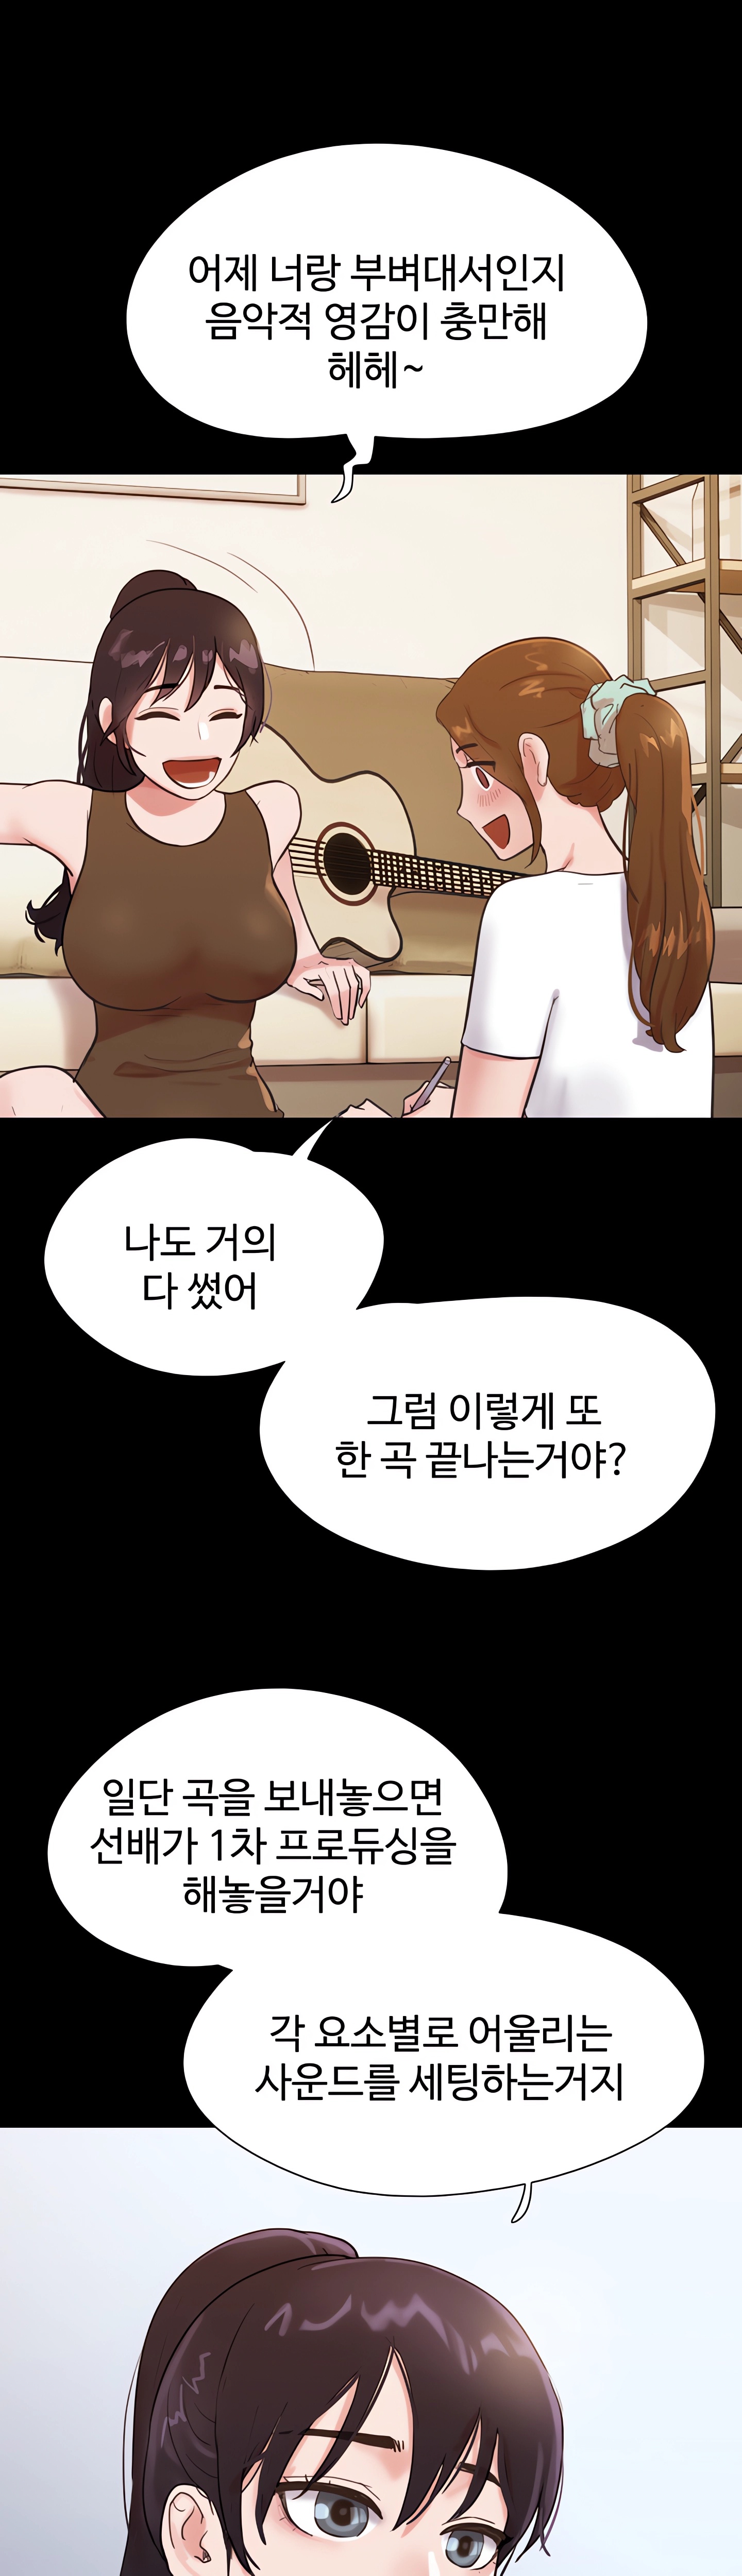 어제 너랑 부벼대서인지
음악적 영감이 충만해
헤헤~
나도 거의
다 썼어
그럼 이렇게 또
한 곡 끝나는거야?
일단 곡을 보내놓으면
선배가 1차 프로듀싱을
해놓을거야
각 요소별로 어울리는
사운드를 세팅하는거지